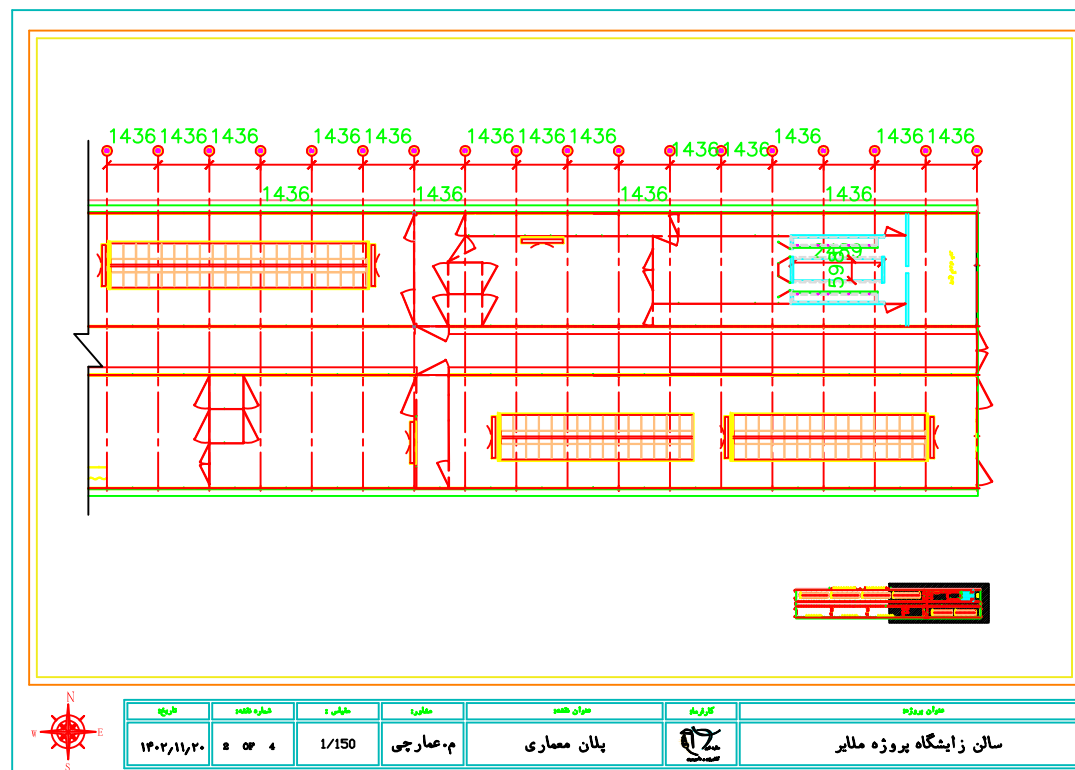 1436 1436 1436 1436 1436 1436 1436 1436 1436 1436 1436
1436 1436
1436 1436 1436 1436
598
N
W E
S
عنوان پروژه: کارفرما: عنوان نقشه: مشاور: مقیاس : شماره نقشه: تاریخ:
سالن زایشگاه پروژه ملایر
پلان معماری
م.عمارچی
1/150
2 OF 4
۱۴۰۲,۱۱,۲۰